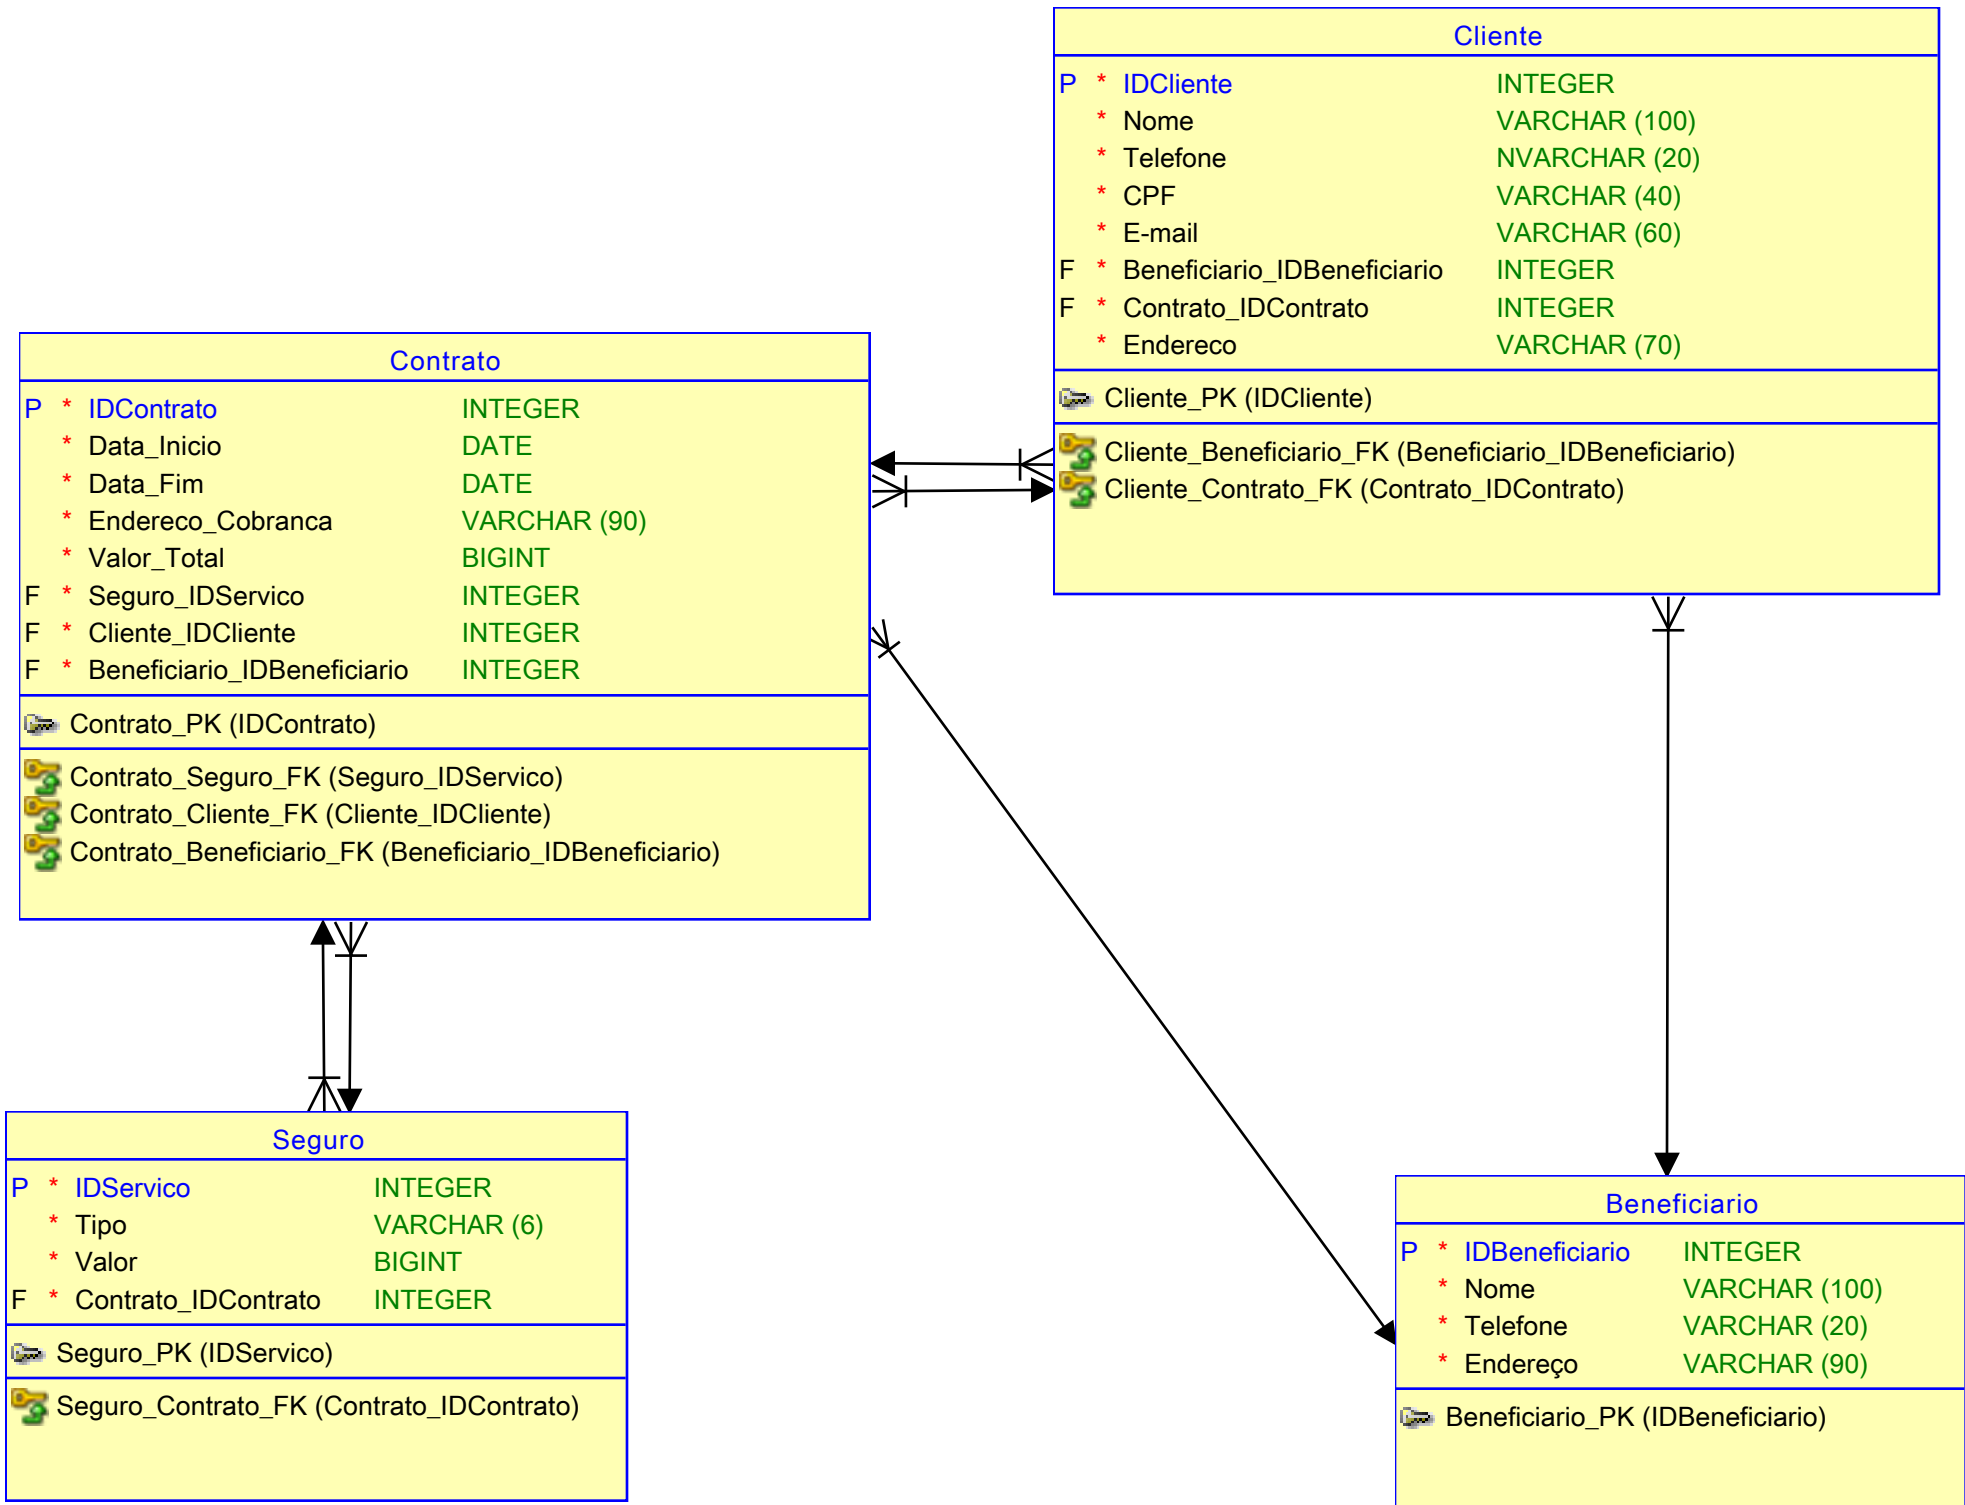 Cliente
P * IDCliente INTEGER
* Nome VARCHAR (100)
* Telefone NVARCHAR (20)
* CPF VARCHAR (40)
* E-mail VARCHAR (60)
F * Beneficiario_IDBeneficiario INTEGER
F * Contrato_IDContrato INTEGER
* Endereco VARCHAR (70)
Cliente_PK (IDCliente)
Cliente_Beneficiario_FK (Beneficiario_IDBeneficiario)
Cliente_Contrato_FK (Contrato_IDContrato)
Contrato
P * IDContrato INTEGER
* Data_Inicio DATE
* Data_Fim DATE
* Endereco_Cobranca VARCHAR (90)
* Valor_Total BIGINT
F * Seguro_IDServico INTEGER
F * Cliente_IDCliente INTEGER
F * Beneficiario_IDBeneficiario INTEGER
Contrato_PK (IDContrato)
Contrato_Seguro_FK (Seguro_IDServico)
Contrato_Cliente_FK (Cliente_IDCliente)
Contrato_Beneficiario_FK (Beneficiario_IDBeneficiario)
Seguro
P * IDServico INTEGER
* Tipo VARCHAR (6)
* Valor BIGINT
F * Contrato_IDContrato INTEGER
Seguro_PK (IDServico)
Seguro_Contrato_FK (Contrato_IDContrato)
Beneficiario
P * IDBeneficiario INTEGER
* Nome VARCHAR (100)
* Telefone VARCHAR (20)
* Endereço VARCHAR (90)
Beneficiario_PK (IDBeneficiario)